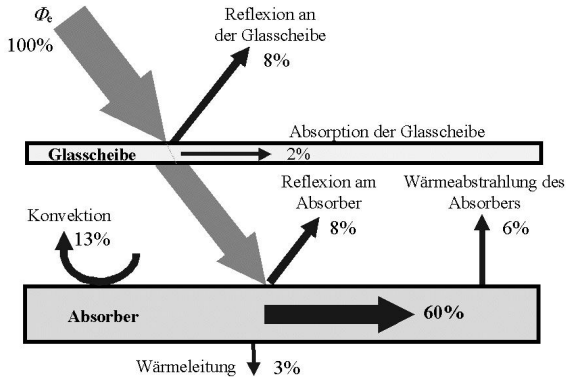 Φe
100%
Reflexion an
der Glasscheibe
8%
Absorption der Glasscheibe
Glasscheibe
2%
Reflexion am
Absorber
8%
Wärmeabstrahlung des
Absorbers
6%
Konvektion
13%
Absorber
60%
Wärmeleitung
3%